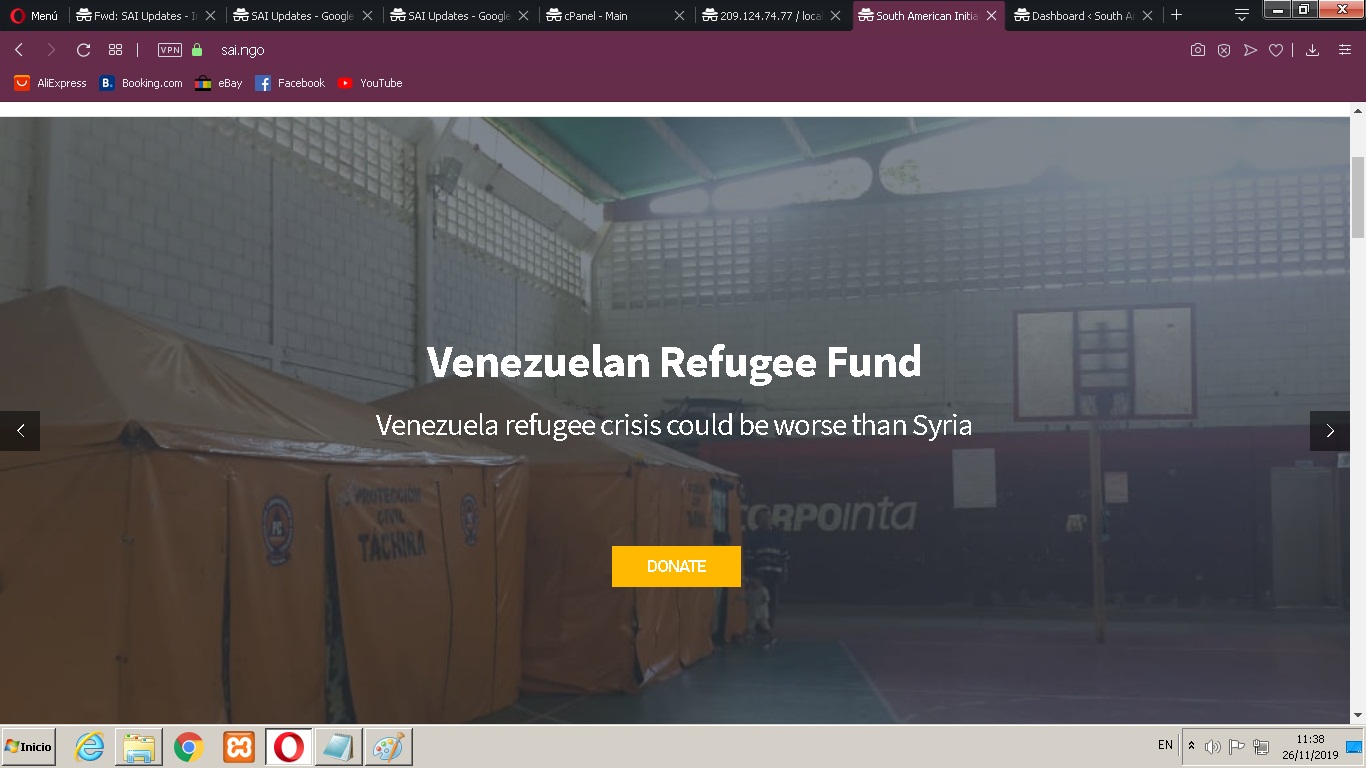 Menú
Fwd: SAI Updates - I
SAI Updates - Google
SAI Updates - Google
cPanel - Main
209.124.74.77 / local
South American Initia
Dashboard ‹ South A
VPN
sai.ngo
AliExpress
Booking.com
eBay
Facebook
YouTube
Venezuelan Refugee Fund
Venezuela refugee crisis could be worse than Syria
PROTECCIÓN
CIVIL
TÁCHIRA
CORPOINTA
DONATE
Inicio
EN
11:38
26/11/2019